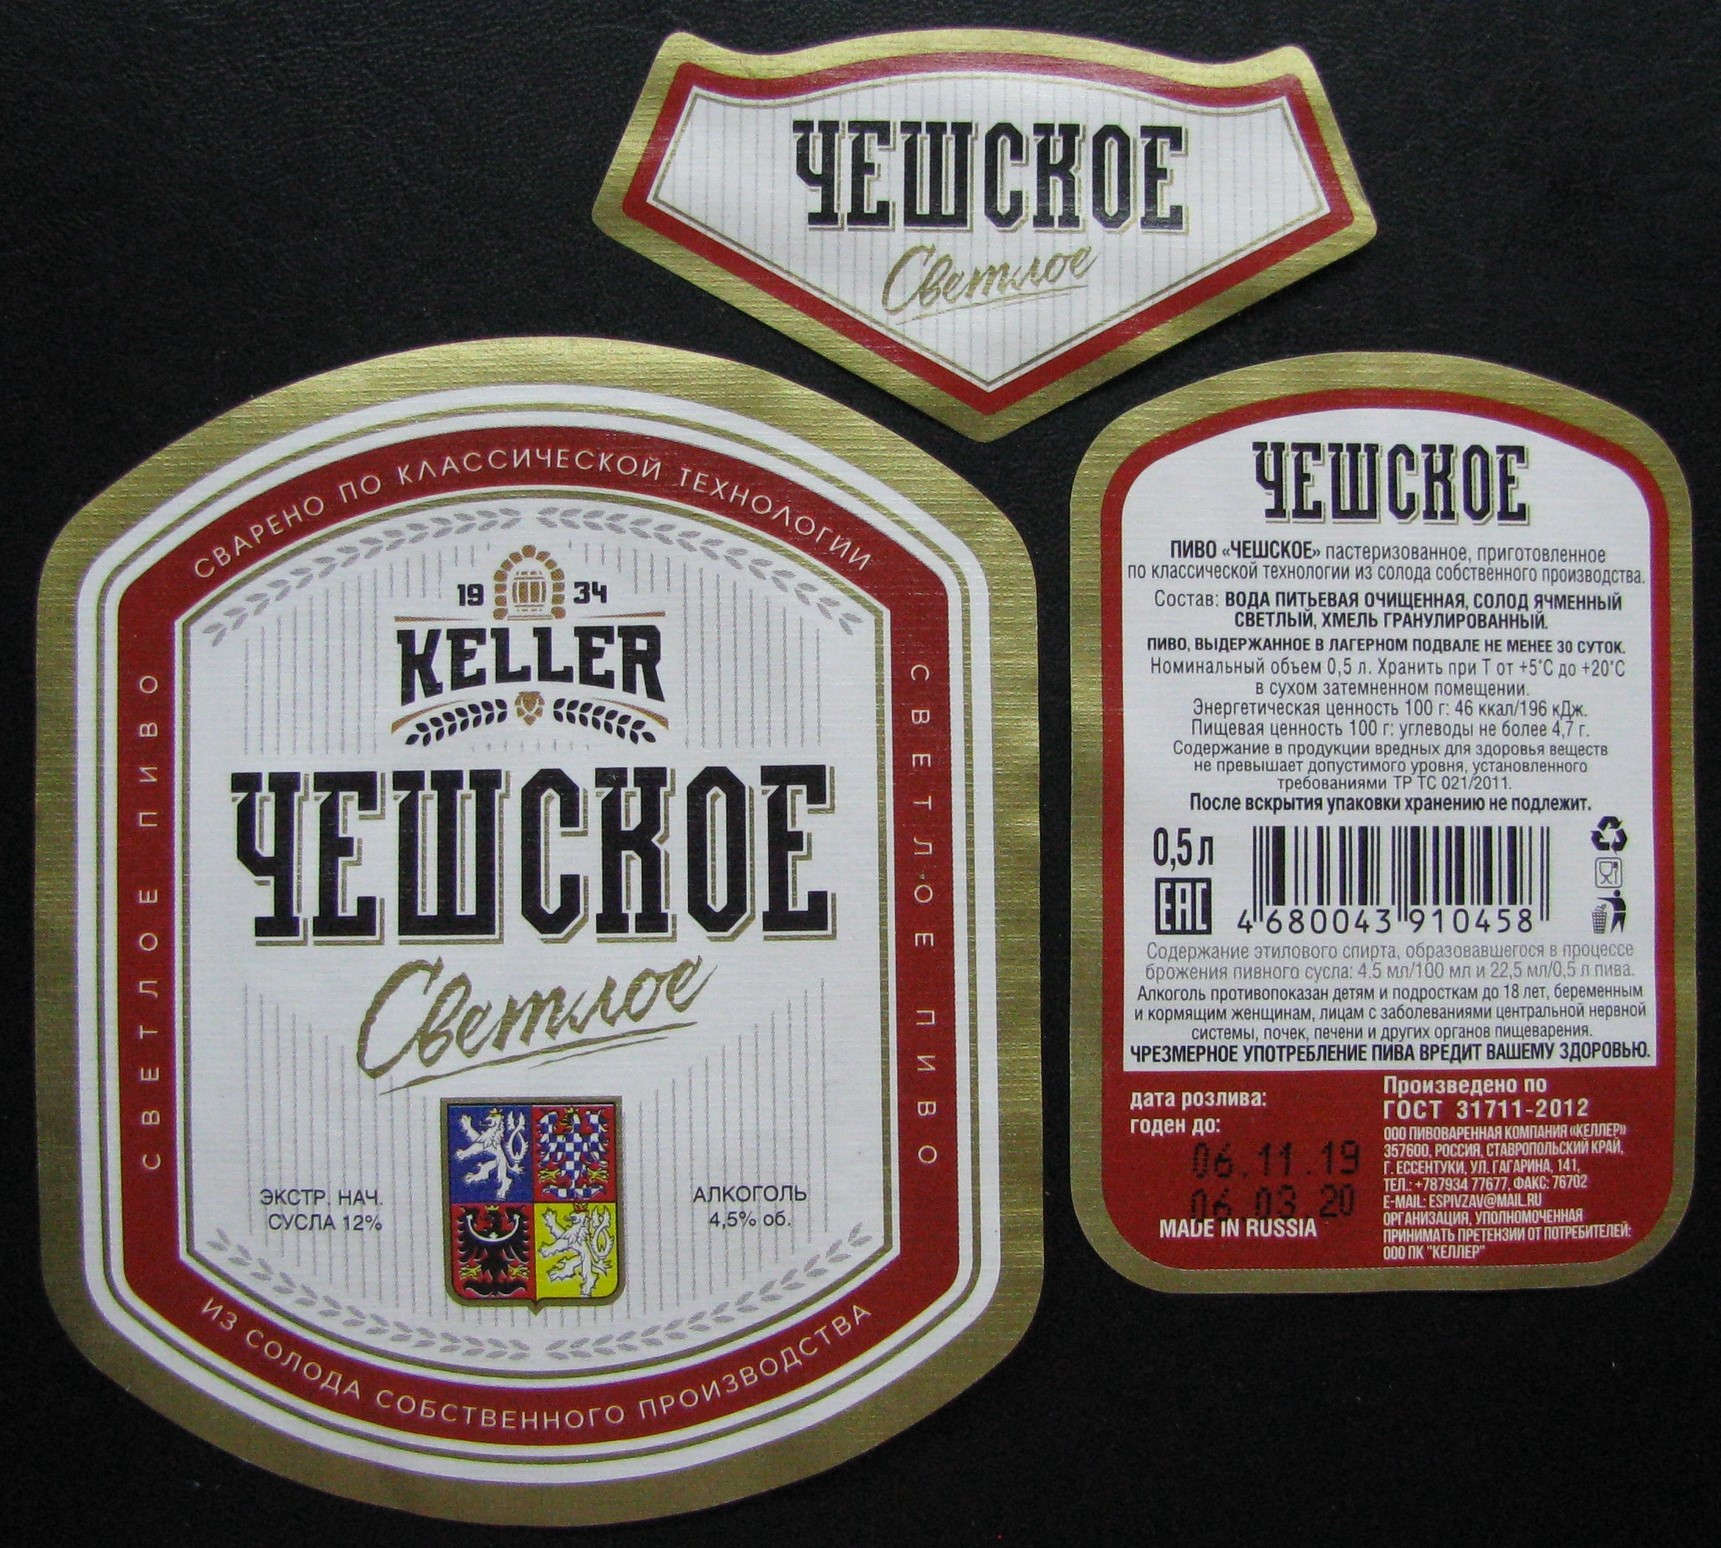 ЧЕШСКОЕ
Светлое
СВАРЕНО ПО КЛАССИЧЕСКОЙ ТЕХНОЛОГИИ
СВЕТЛОЕ ПИВО
19 34
KELLER
ЧЕШСКОЕ
Светлое
ЭКСТР. НАЧ.
СУСЛА 12%
АЛКОГОЛЬ
4,5% об.
СВЕТЛОЕ ПИВО
ИЗ СОЛОДА СОБСТВЕННОГО ПРОИЗВОДСТВА
ЧЕШСКОЕ
ПИВО «ЧЕШСКОЕ» пастеризованное, приготовленное
по классической технологии из солода собственного производства.
Состав: ВОДА ПИТЬЕВАЯ ОЧИЩЕННАЯ, СОЛОД ЯЧМЕННЫЙ
СВЕТЛЫЙ, ХМЕЛЬ ГРАНУЛИРОВАННЫЙ.
ПИВО, ВЫДЕРЖАННОЕ В ЛАГЕРНОМ ПОДВАЛЕ НЕ МЕНЕЕ 30 СУТОК.
Номинальный объем 0,5 л. Хранить при Т от +5°С до +20°С
в сухом затемненном помещении.
Энергетическая ценность 100 г: 46 ккал/196 кДж.
Пищевая ценность 100 г: углеводы не более 4,7 г.
Содержание в продукции вредных для здоровья веществ
не превышает допустимого уровня, установленного
требованиями ТР ТС 021/2011.
После вскрытия упаковки хранению не подлежит.
0,5 л
EAC
4 680043 910458
Содержание этилового спирта, образовавшегося в процессе
брожения пивного сусла: 4,5 мл/100 мл и 22,5 мл/0,5 л пива.
Алкоголь противопоказан детям и подросткам до 18 лет, беременным
и кормящим женщинам, лицам с заболеваниями центральной нервной
системы, почек, печени и других органов пищеварения.
ЧРЕЗМЕРНОЕ УПОТРЕБЛЕНИЕ ПИВА ВРЕДИТ ВАШЕМУ ЗДОРОВЬЮ.
дата розлива:
годен до:
06.11.19
06 03.20
MADE IN RUSSIA
Произведено по
ГОСТ 31711-2012
ООО ПИВОВАРЕННАЯ КОМПАНИЯ «КЕЛЛЕР»
357600, РОССИЯ, СТАВРОПОЛЬСКИЙ КРАЙ,
Г. ЕССЕНТУКИ, УЛ. ГАГАРИНА, 141,
ТЕЛ.: +787934 77677, ФАКС: 76702
E-MAIL: ESPIVZAV@MAIL.RU
ОРГАНИЗАЦИЯ, УПОЛНОМОЧЕННАЯ
ПРИНИМАТЬ ПРЕТЕНЗИИ ОТ ПОТРЕБИТЕЛЕЙ:
ООО ПК "КЕЛЛЕР"